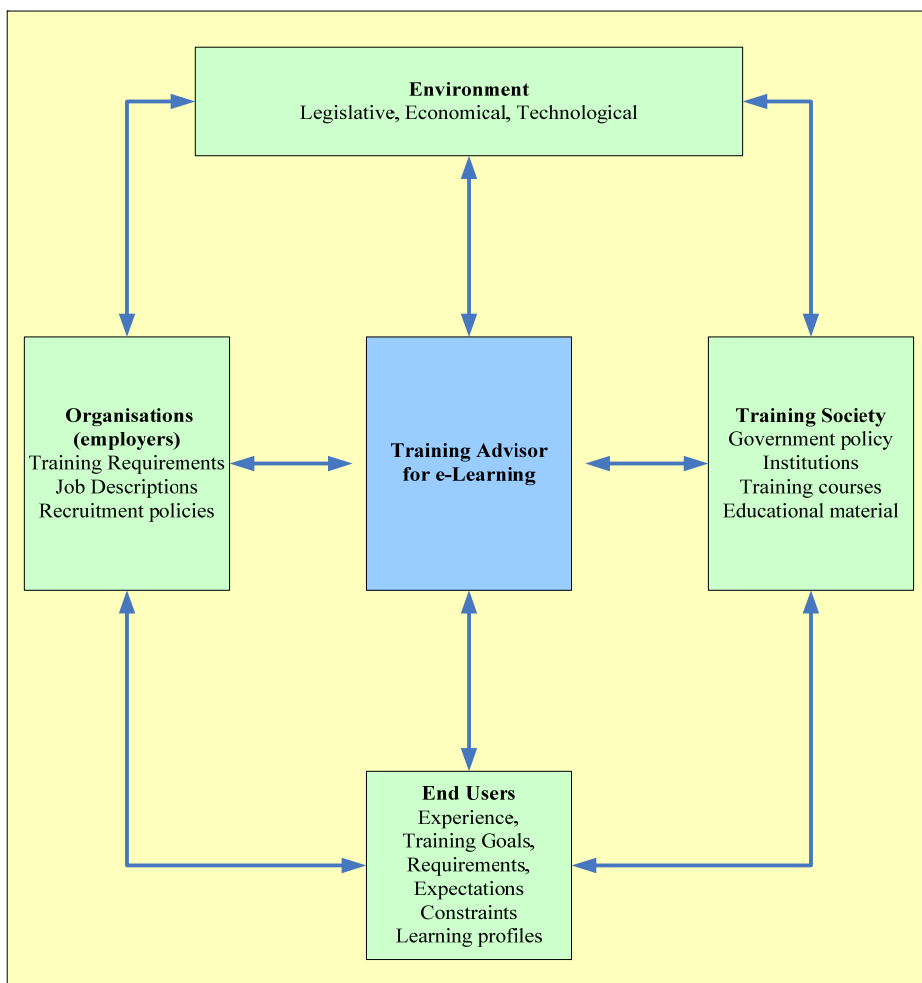 Environment
Legislative, Economical, Technological
Organisations
(employers)
Training Requirements
Job Descriptions
Recruitment policies
Training Advisor
for e-Learning
Training Society
Government policy
Institutions
Training courses
Educational material
End Users
Experience,
Training Goals,
Requirements,
Expectations
Constraints
Learning profiles